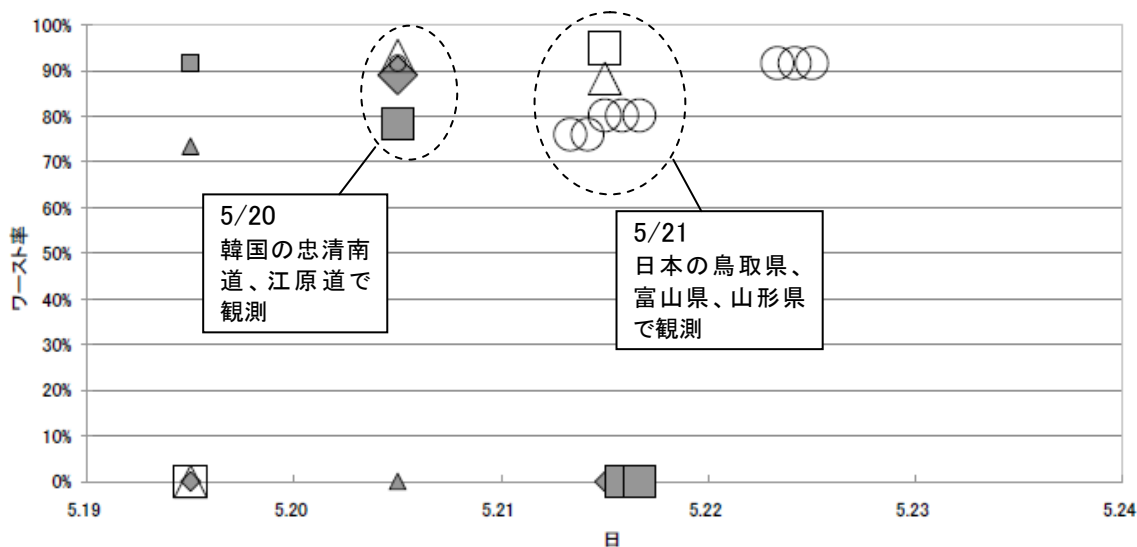 100%
90%
80%
70%
60%
50%
40%
30%
20%
10%
0%
ワースト率
5/20
韓国の忠清南
道、江原道で
観測
5/21
日本の鳥取県、
富山県、山形県
で観測
5.19
5.20
5.21
5.22
5.23
5.24
日